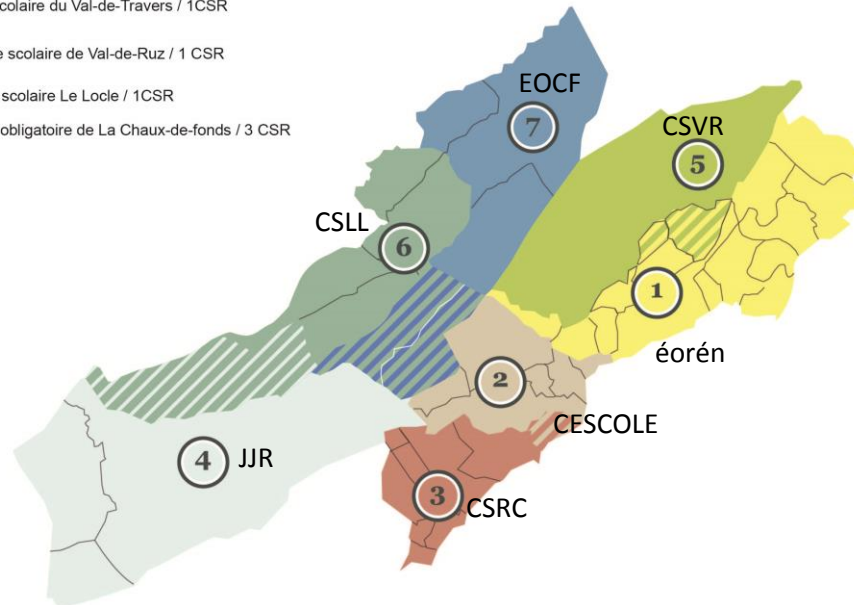 colaire du Val-de-Travers / 1CSR
e scolaire de Val-de-Ruz / 1 CSR
scolaire Le Locle / 1CSR
obligatoire de La Chaux-de-fonds / 3 CSR
EOCF
7
CSVR
5
CSLL
6
1
éorén
2
CESCOLE
4 JJR
3 CSRC